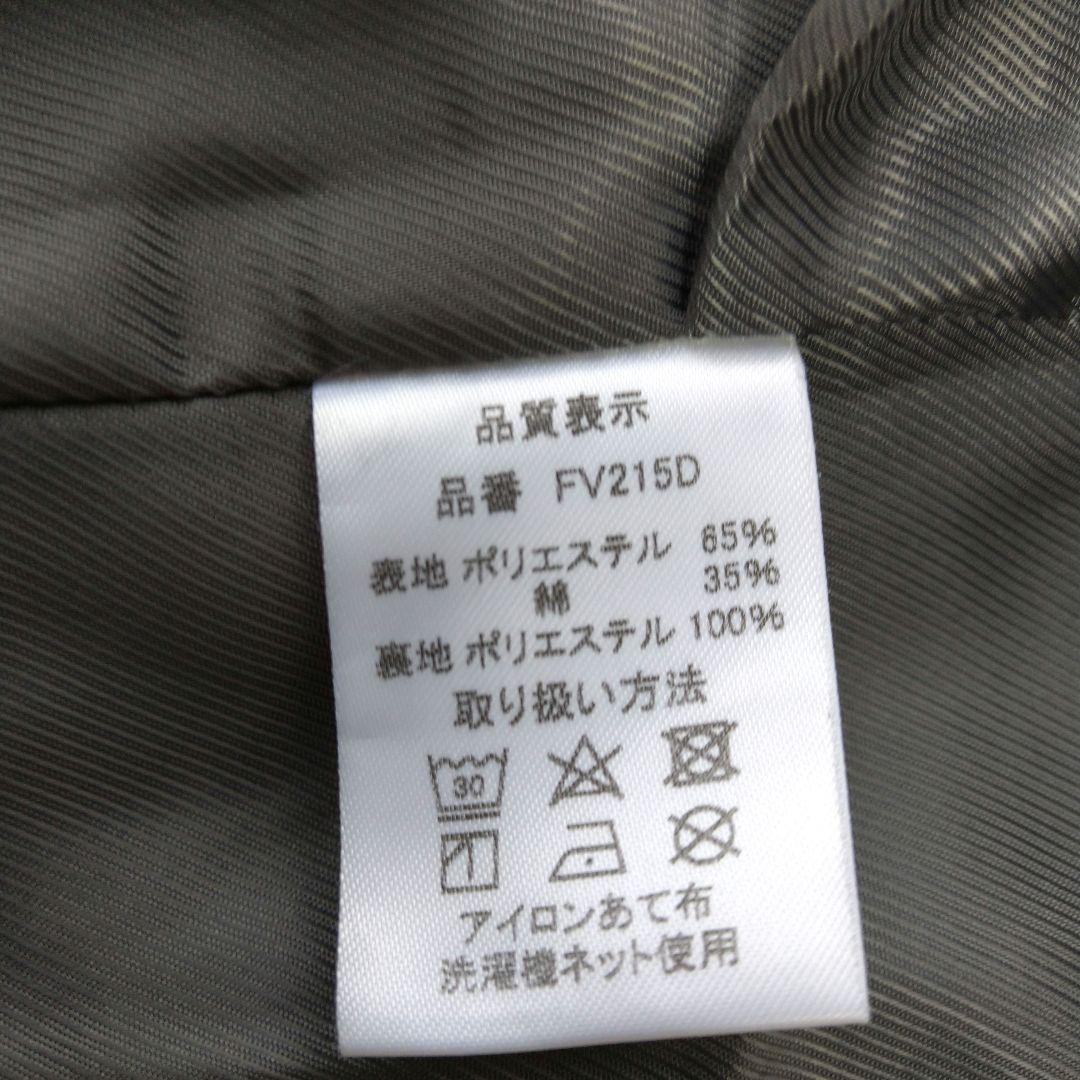 品質表示
品番 FV215D
表地 ポリエステル 65%
綿 35%
裏地 ポリエステル 100%
取り扱い方法
30
アイロンあて布
洗濯機ネット使用